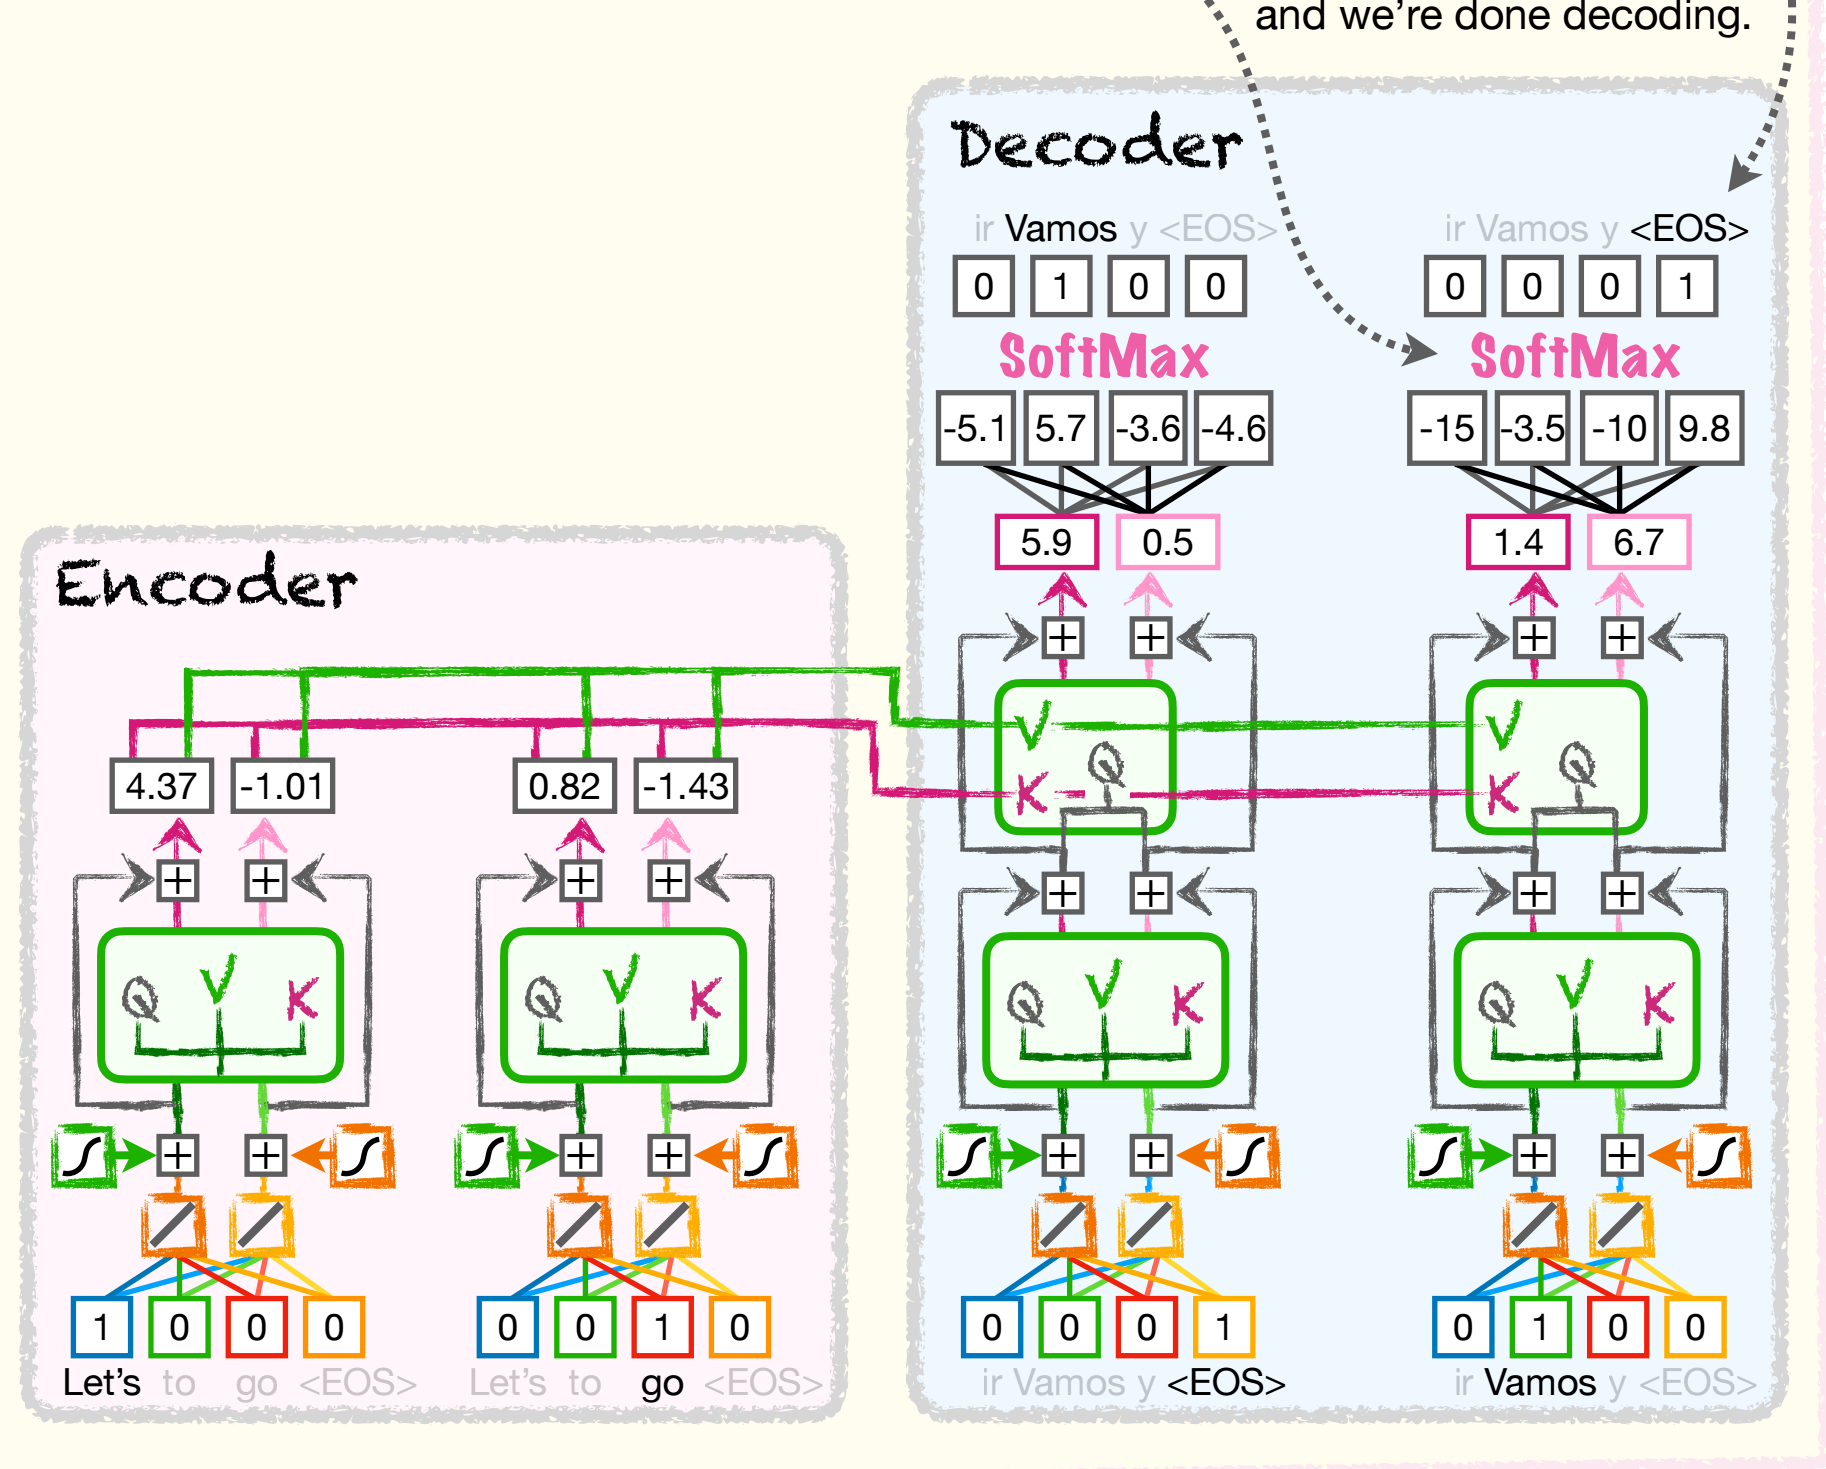 and we're done decoding.
Decoder
ir Vamos y <EOS>
ir Vamos y <EOS>
0 1 0 0
0 0 0 1
SoftMax
SoftMax
-5.1 5.7 -3.6 -4.6
-15 -3.5 -10 9.8
5.9 0.5
1.4 6.7
Encoder
+ +
+ +
V
Q
K
V
Q
K
4.37 -1.01
0.82 -1.43
+ +
+ +
+ +
+ +
Q V K
Q V K
Q V K
Q V K
+ +
+ +
+ +
+ +
1 0 0 0
0 0 1 0
0 0 0 1
0 1 0 0
Let's to go <EOS>
Let's to go <EOS>
ir Vamos y <EOS>
ir Vamos y <EOS>